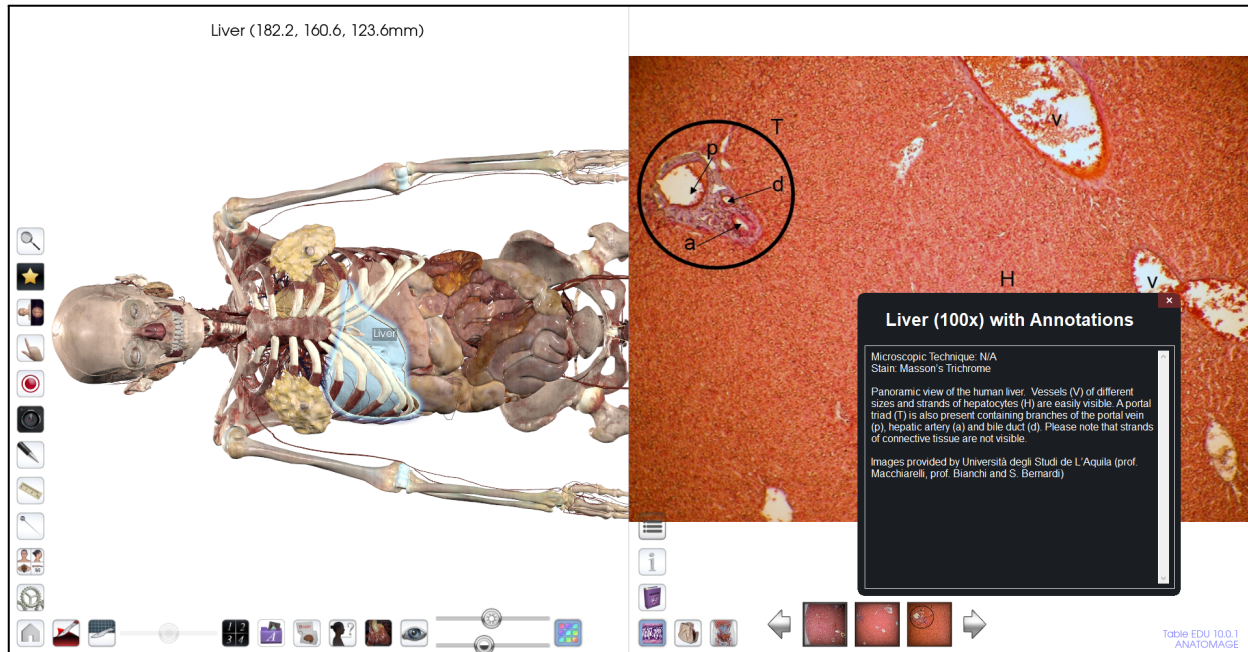 Liver (182.2, 160.6, 123.6mm)
Liver
T
p
d
a
v
H
v
Liver (100x) with Annotations
Microscopic Technique: N/A
Stain: Masson's Trichrome
Panoramic view of the human liver. Vessels (V) of different
sizes and strands of hepatocytes (H) are easily visible. A portal
triad (T) is also present containing branches of the portal vein
(p), hepatic artery (a) and bile duct (d). Please note that strands
of connective tissue are not visible.
Images provided by Università degli Studi de L'Aquila (prof.
Macchiarelli, prof. Bianchi and S. Bernardi)
1 2
3 4
A
?
i
Table EDU 10.0.1
ANATOMAGE